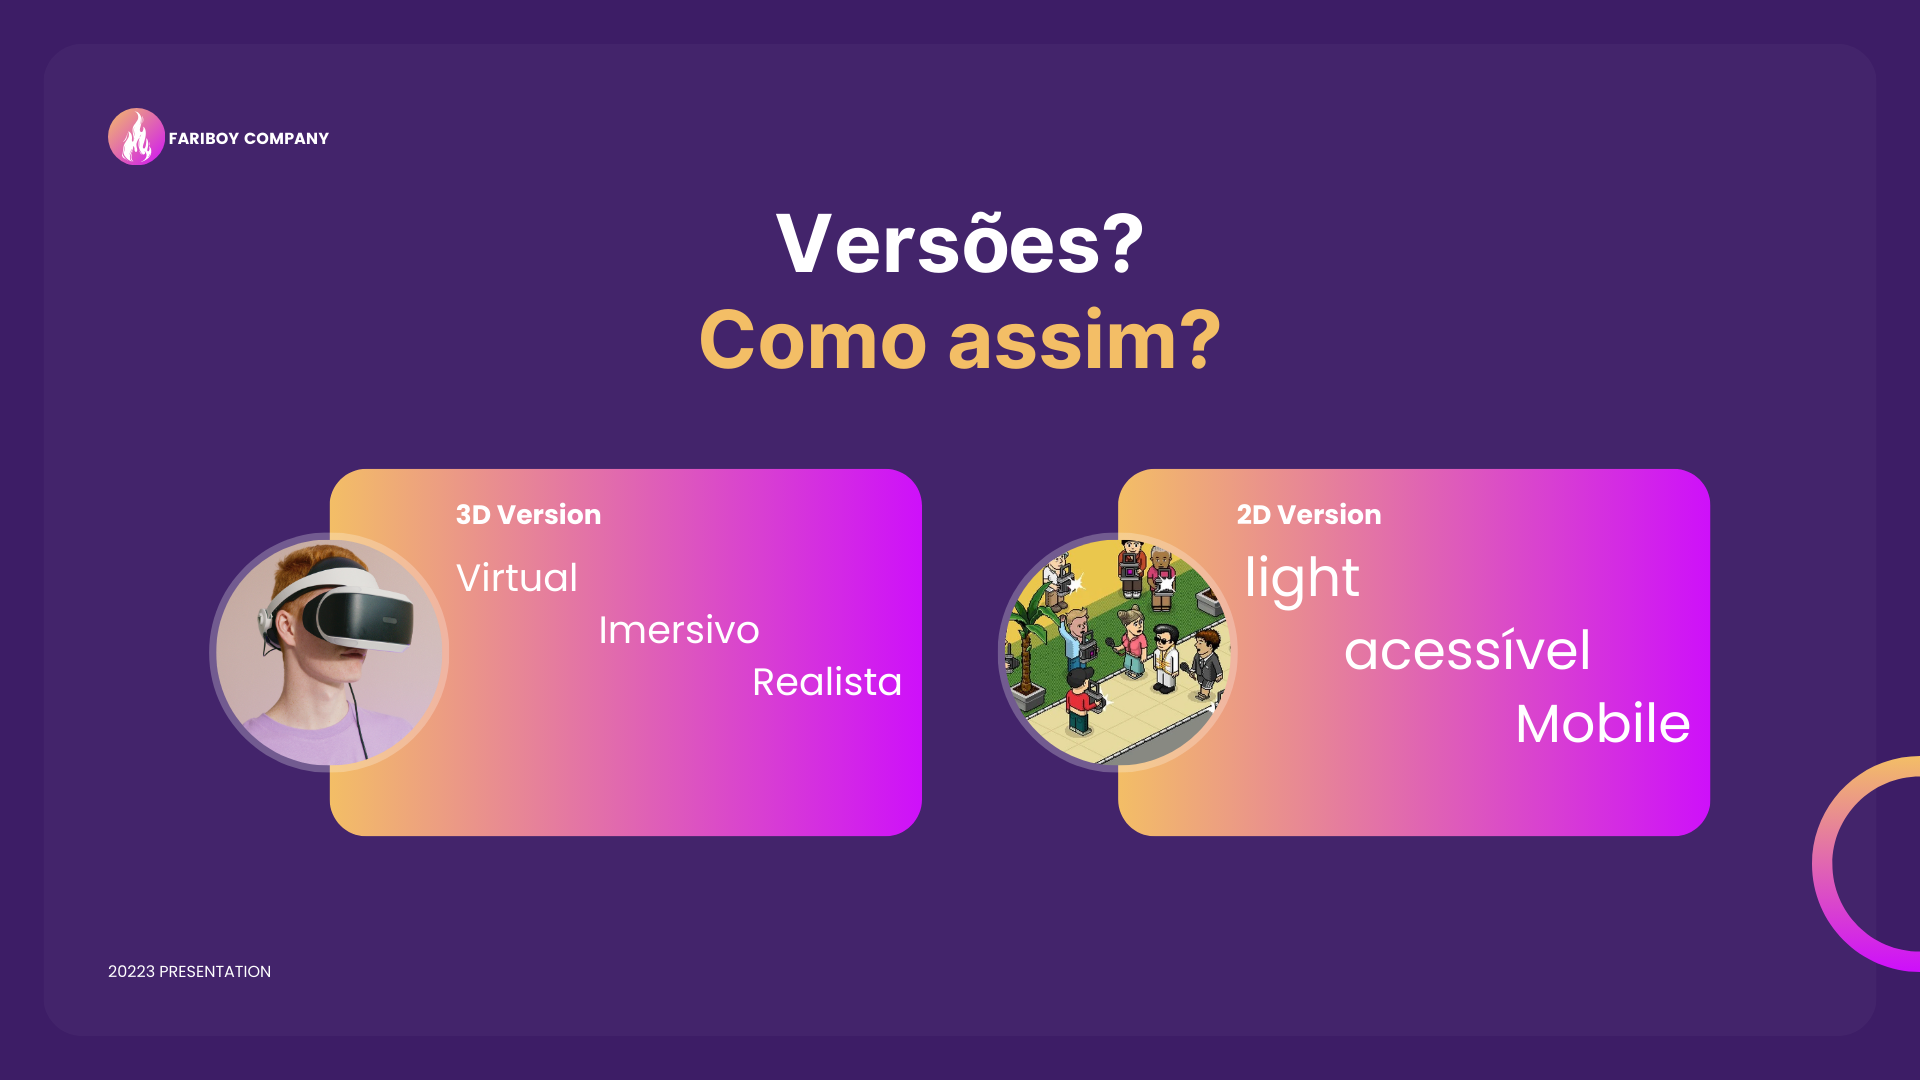 FARIBOY COMPANY
Versões?
Como assim?
3D Version
Virtual
Imersivo
Realista
2D Version
light
acessível
Mobile
20223 PRESENTATION